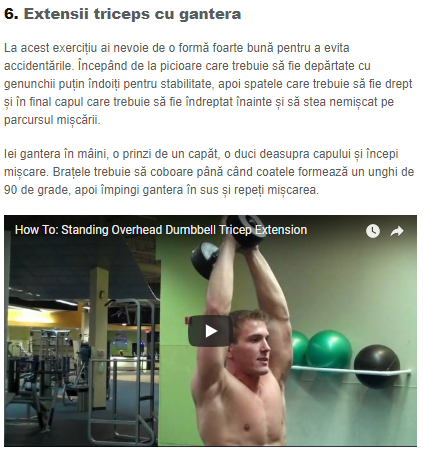 6. Extensii triceps cu gantera
La acest exercițiu ai nevoie de o formă foarte bună pentru a evita
accidentările. Începând de la picioare care trebuie să fie depărtate cu
genunchii puțin îndoiți pentru stabilitate, apoi spatele care trebuie să fie drept
și în final capul care trebuie să fie îndreptat înainte și să stea nemișcat pe
parcursul mișcării.
Iei gantera în mâini, o prinzi de un capăt, o duci deasupra capului și începi
mișcare. Brațele trebuie să coboare până când coatele formează un unghi de
90 de grade, apoi împingi gantera în sus și repeți mișcarea.
How To: Standing Overhead Dumbbell Tricep Extension